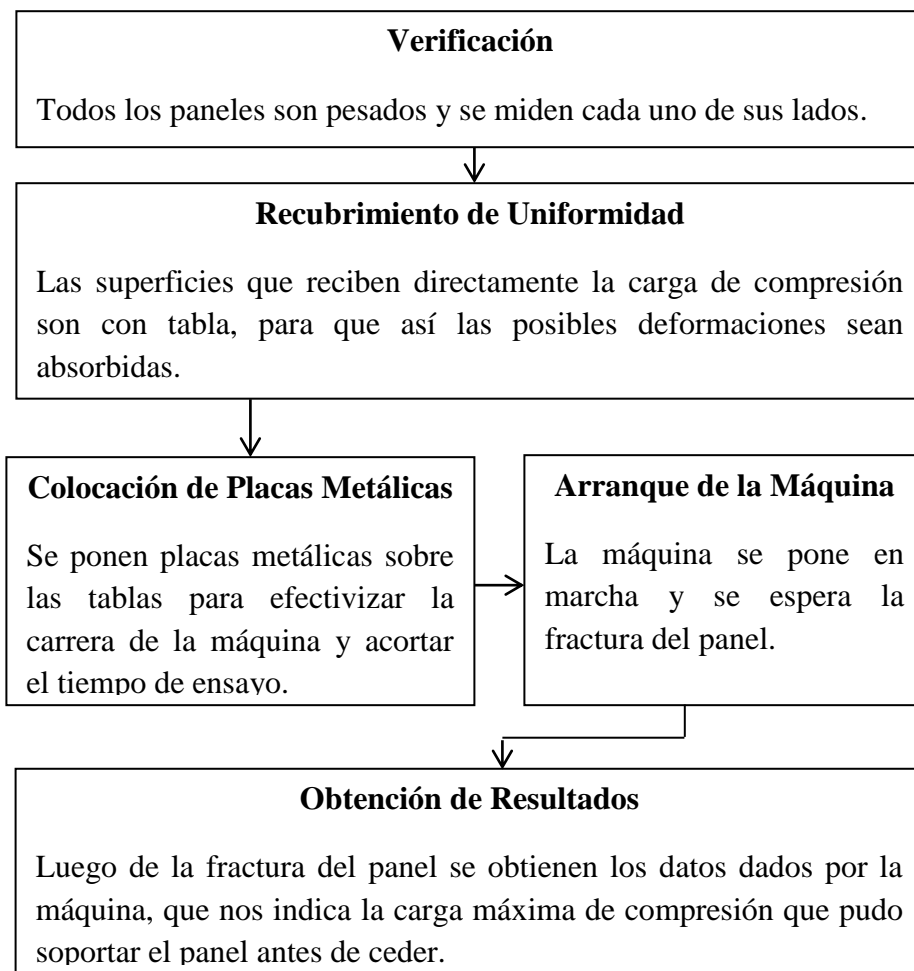 Verificación
Todos los paneles son pesados y se miden cada uno de sus lados.
Recubrimiento de Uniformidad
Las superficies que reciben directamente la carga de compresión
son con tabla, para que así las posibles deformaciones sean
absorbidas.
Colocación de Placas Metálicas
Se ponen placas metálicas sobre
las tablas para efectivizar la
carrera de la máquina y acortar
el tiempo de ensayo.
Arranque de la Máquina
La máquina se pone en
marcha y se espera la
fractura del panel.
Obtención de Resultados
Luego de la fractura del panel se obtienen los datos dados por la
máquina, que nos indica la carga máxima de compresión que pudo
soportar el panel antes de ceder.